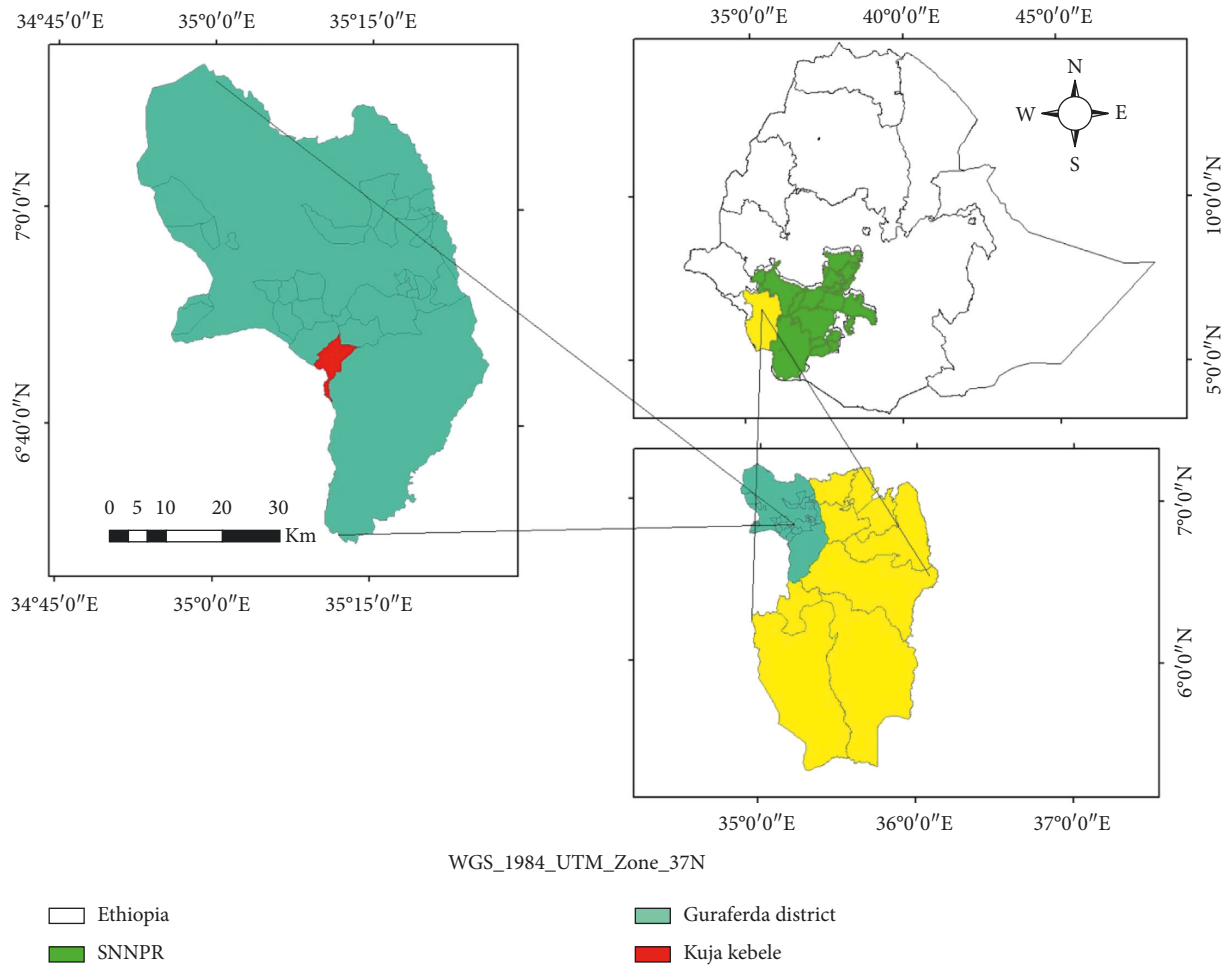 34°45′0″E 35°0′0″E 35°15′0″E
7°0′0″N
6°40′0″N
0 5 10 20 30
Km
34°45′0″E 35°0′0″E 35°15′0″E
35°0′0″E 40°0′0″E 45°0′0″E
N
W E
S
10°0′0″N
5°0′0″N
7°0′0″N
6°0′0″N
35°0′0″E 36°0′0″E 37°0′0″E
WGS_1984_UTM_Zone_37N
Ethiopia
SNNPR
Guraferda district
Kuja kebele